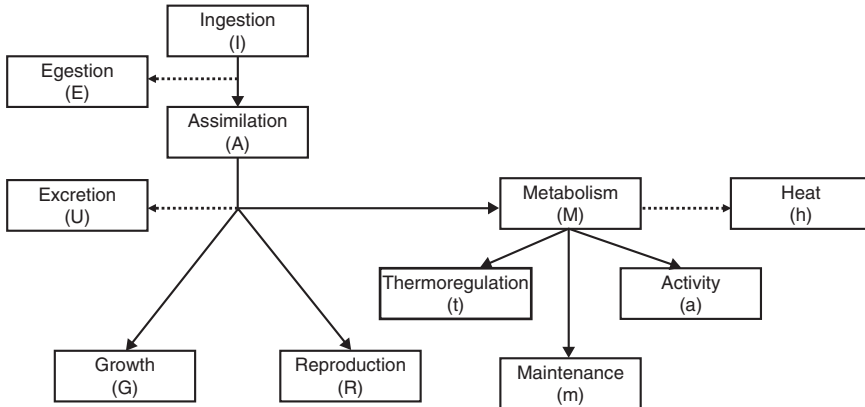 Ingestion
(I)
Egestion
(E)
Assimilation
(A)
Excretion
(U)
Metabolism
(M)
Heat
(h)
Thermoregulation
(t)
Activity
(a)
Growth
(G)
Reproduction
(R)
Maintenance
(m)